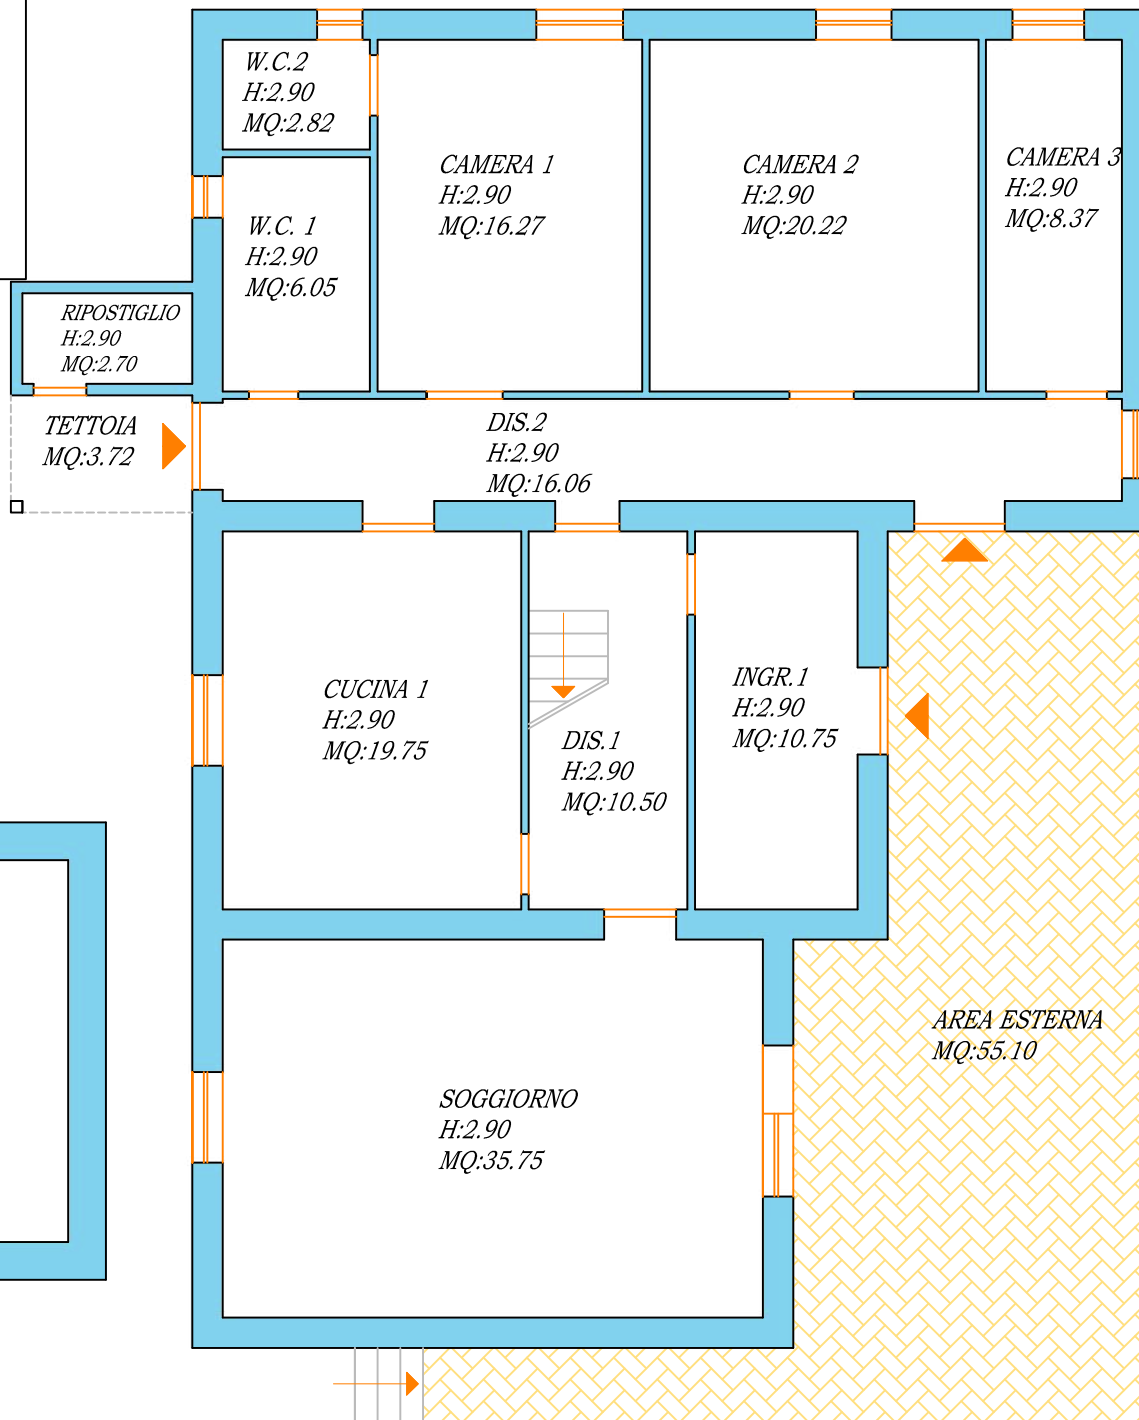 W.C.2
H:2.90
MQ:2.82
CAMERA 1
H:2.90
MQ:16.27
CAMERA 2
H:2.90
MQ:20.22
CAMERA 3
H:2.90
MQ:8.37
W.C. 1
H:2.90
MQ:6.05
RIPOSTIGLIO
H:2.90
MQ:2.70
TETTOIA
MQ:3.72
DIS.2
H:2.90
MQ:16.06
CUCINA 1
H:2.90
MQ:19.75
DIS.1
H:2.90
MQ:10.50
INGR.1
H:2.90
MQ:10.75
AREA ESTERNA
MQ:55.10
SOGGIORNO
H:2.90
MQ:35.75